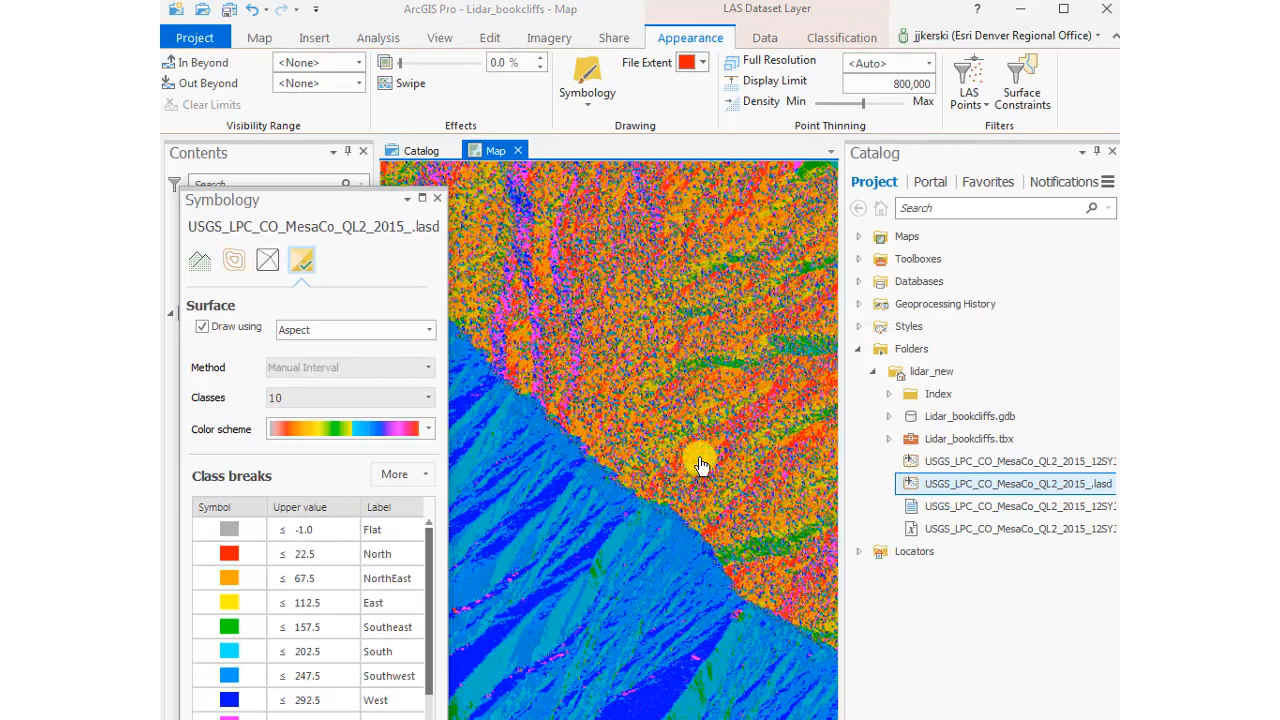 ArcGIS Pro - Lidar_bookcliffs - Map
LAS Dataset Layer
?
Project Map Insert Analysis View Edit Imagery Share Appearance Data Classification jjkerski (Esri Denver Regional Office)
In Beyond <None>
Out Beyond <None>
Clear Limits
Visibility Range
0.0 %
Swipe
Effects
Symbology
File Extent
Drawing
Full Resolution <Auto>
Display Limit 800,000
Density Min Max
Point Thinning
LAS Points
Surface Constraints
Filters
Contents
Search
Catalog Map
Symbology
USGS_LPC_CO_MesaCo_QL2_2015_.lasd
Surface
Draw using Aspect
Method Manual Interval
Classes 10
Color scheme
Class breaks More
Symbol Upper value Label
≤ -1.0 Flat
≤ 22.5 North
≤ 67.5 NorthEast
≤ 112.5 East
≤ 157.5 Southeast
≤ 202.5 South
≤ 247.5 Southwest
≤ 292.5 West
Catalog
Project Portal Favorites Notifications
Search
Maps
Toolboxes
Databases
Geoprocessing History
Styles
Folders
lidar_new
Index
Lidar_bookcliffs.gdb
Lidar_bookcliffs.tbx
USGS_LPC_CO_MesaCo_QL2_2015_12SYJ
USGS_LPC_CO_MesaCo_QL2_2015_.lasd
USGS_LPC_CO_MesaCo_QL2_2015_12SYJ
USGS_LPC_CO_MesaCo_QL2_2015_12SYJ
Locators